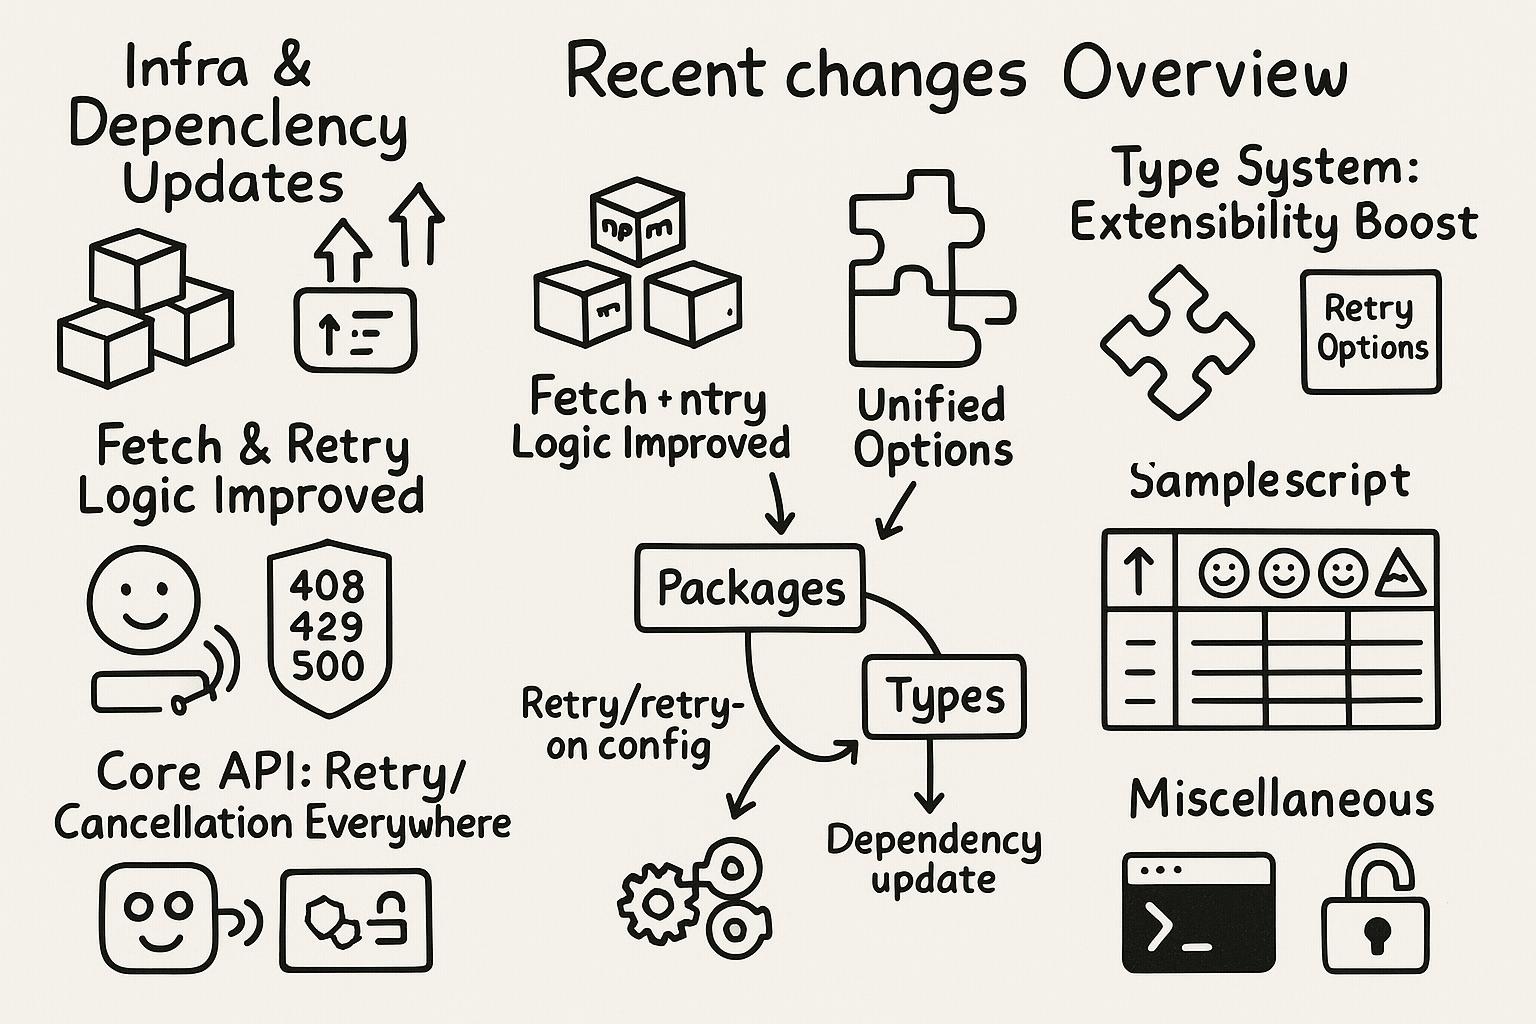 Infra &
Depenclency
Updates
Fetch & Retry
Logic Improved
408
429
500
Core API: Retry/
Cancellation Everywhere
Recent changes Overview
npm
m
Fetch + ntry
Logic Improved
Unified
Options
Packages
Types
Retry/retry-
on config
Dependency
update
Type System:
Extensibility Boost
Retry
Options
Samplescript
Miscellaneous
>_